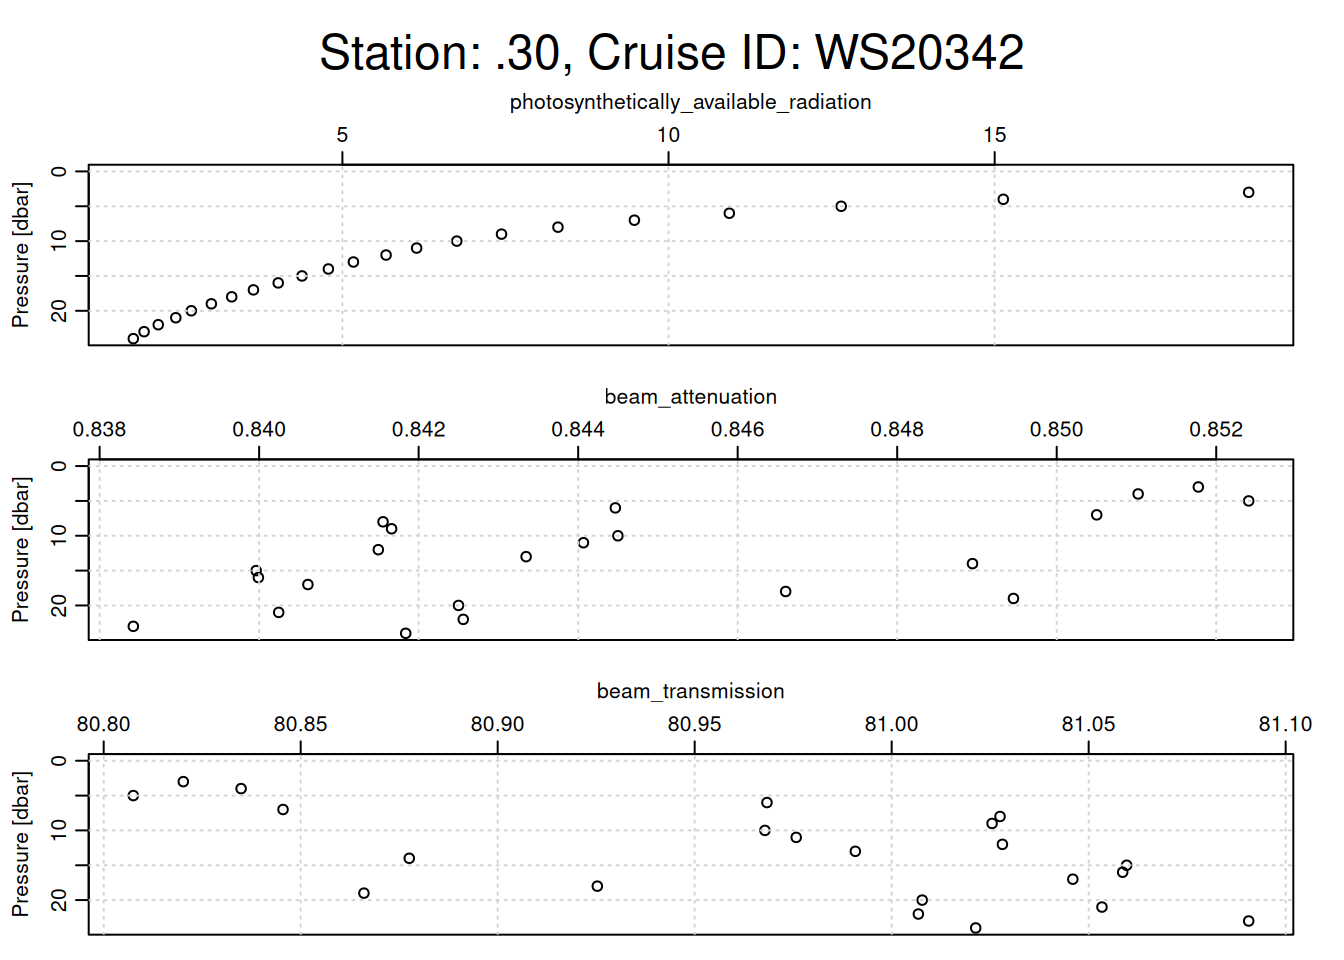 Station: .30, Cruise ID: WS20342
photosynthetically_available_radiation
5 10 15
Pressure [dbar]
0
10
20
beam_attenuation
0.838 0.840 0.842 0.844 0.846 0.848 0.850 0.852
Pressure [dbar]
0
10
20
beam_transmission
80.80 80.85 80.90 80.95 81.00 81.05 81.10
Pressure [dbar]
0
10
20